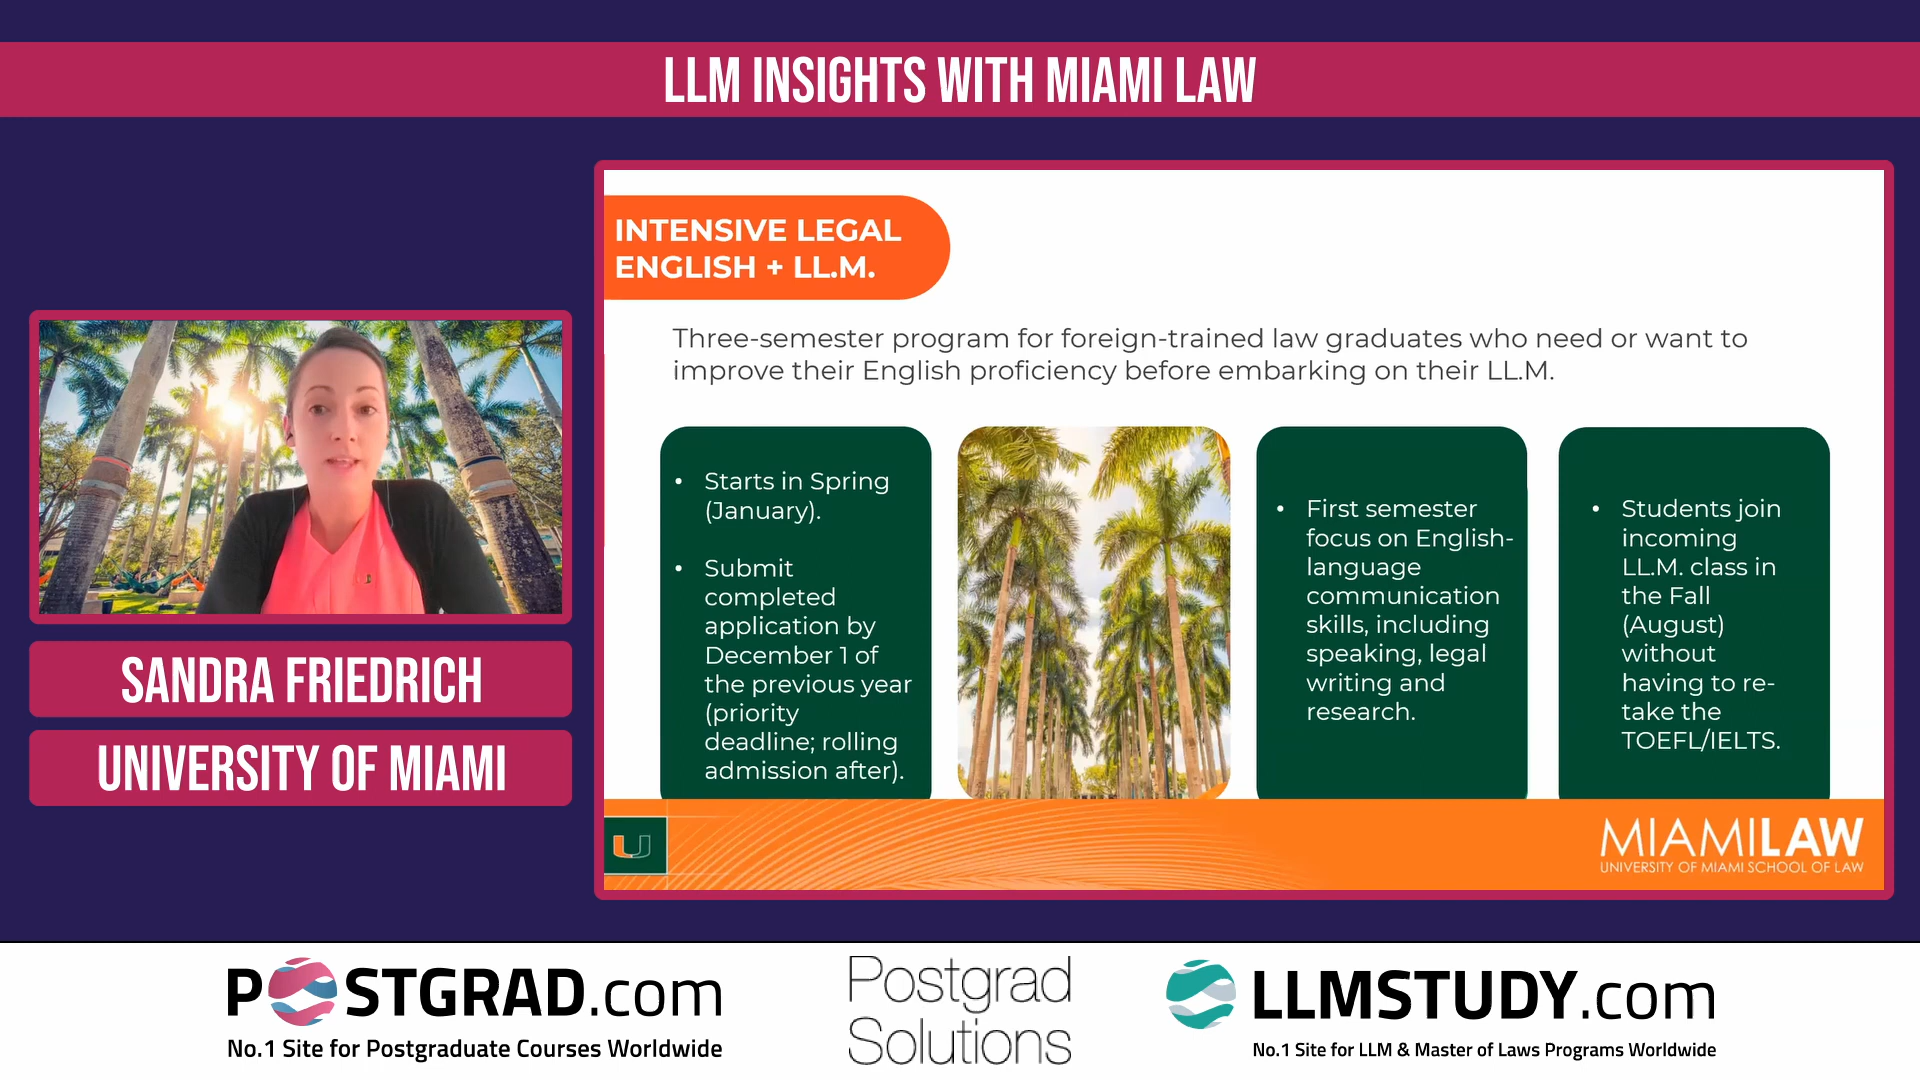 LLM INSIGHTS WITH MIAMI LAW
INTENSIVE LEGAL
ENGLISH + LL.M.
Three-semester program for foreign-trained law graduates who need or want to
improve their English proficiency before embarking on their LL.M.
• Starts in Spring
(January).
• Submit
completed
application by
December 1 of
the previous year
(priority
deadline; rolling
admission after).
• First semester
focus on English-
language
communication
skills, including
speaking, legal
writing and
research.
• Students join
incoming
LL.M. class in
the Fall
(August)
without
having to re-
take the
TOEFL/IELTS.
U
MIAMILAW
UNIVERSITY OF MIAMI SCHOOL OF LAW
SANDRA FRIEDRICH
UNIVERSITY OF MIAMI
POSTGRAD.com
No.1 Site for Postgraduate Courses Worldwide
Postgrad
Solutions
LLMSTUDY.com
No.1 Site for LLM & Master of Laws Programs Worldwide